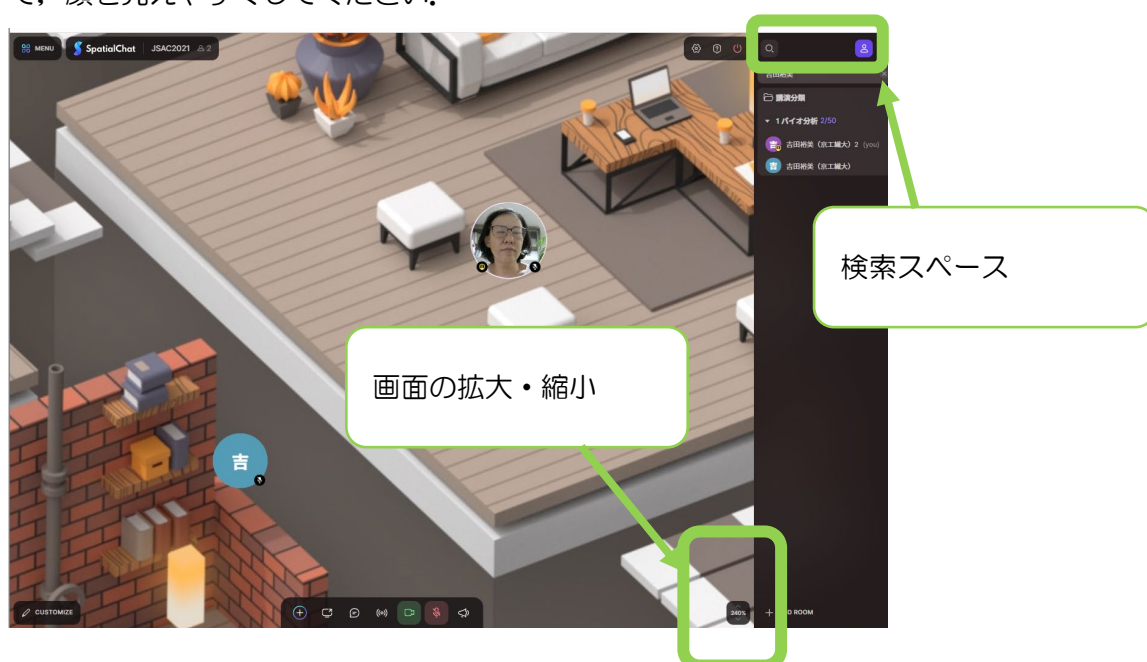 て，顔を見えやすくしてください．
MENU
SpatialChat
JSAC2021
2
吉田裕美
講演分類
1 バイオ分析 2/50
吉 吉田裕美（京工繊大）2 (you)
吉 吉田裕美（京工繊大）
検索スペース
画面の拡大・縮小
吉
CUSTOMIZE
240%
ROOM